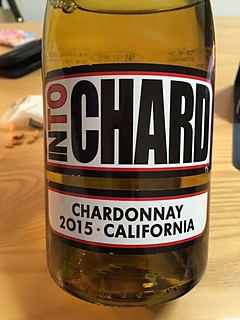 INTO
CHARD
CHARDONNAY
2015 · CALIFORNIA